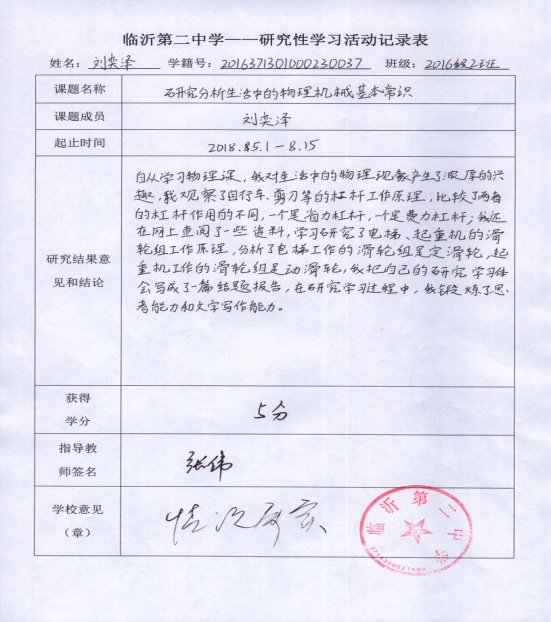 临沂第二中学——研究性学习活动记录表
姓名：刘奕泽 学籍号：2016371301000230037 班级：2016级2班
课题名称 研究分析生活中的物理机械基本常识
课题成员 刘奕泽
起止时间 2018.8.1-8.15
研究结果意见和结论
自从学习物理课，我对生活中的物理现象产生了浓厚的兴
趣，我观察了自行车、剪刀等的杠杆工作原理，比较了两者
的杠杆作用的不同，一个是省力杠杆，一个是费力杠杆；我还
在网上查阅了一些资料，学习研究了电梯、起重机的滑
轮组工作原理，分析了电梯工作的滑轮组是定滑轮，起
重机工作的滑轮组是动滑轮，我把自己的研究学习体
会写成了一篇结题报告，在研究学习过程中，我锻炼了思
考能力和文字写作能力。
获得
学分
5分
指导教
师签名
张伟
学校意见
（章）
情况属实
临沂第二中学